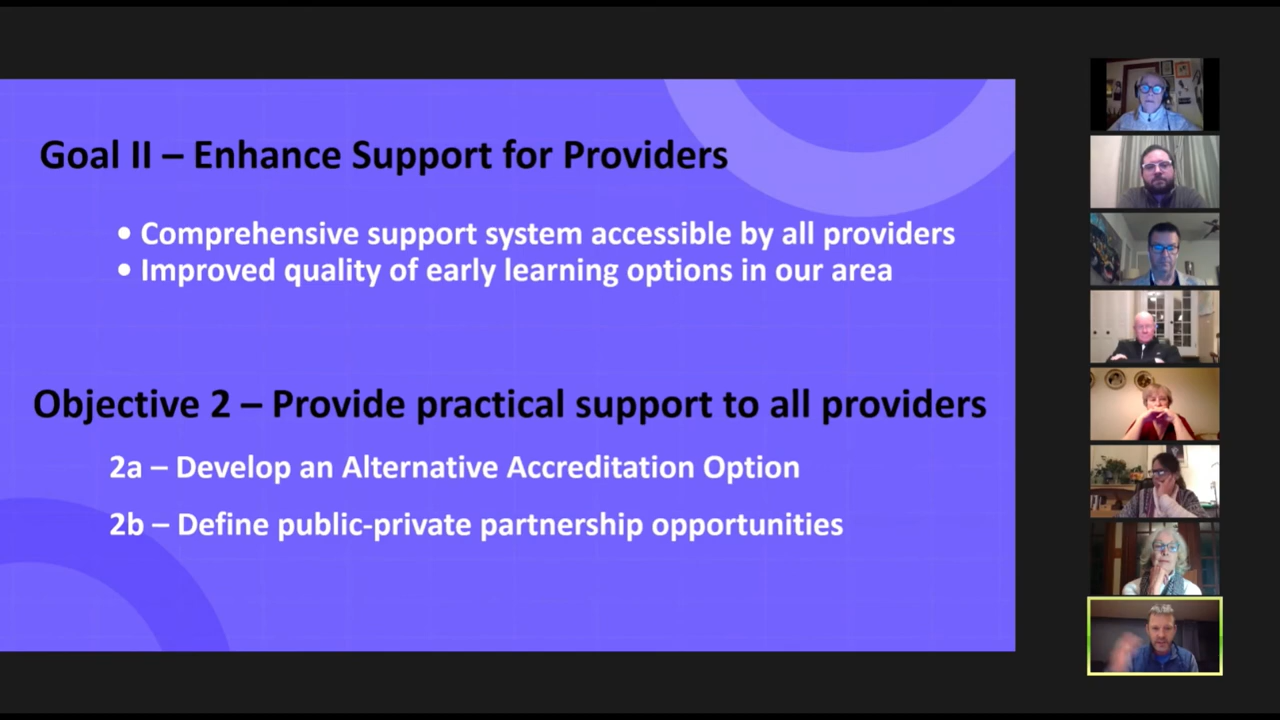 Goal II – Enhance Support for Providers
• Comprehensive support system accessible by all providers
• Improved quality of early learning options in our area
Objective 2 – Provide practical support to all providers
2a – Develop an Alternative Accreditation Option
2b – Define public-private partnership opportunities